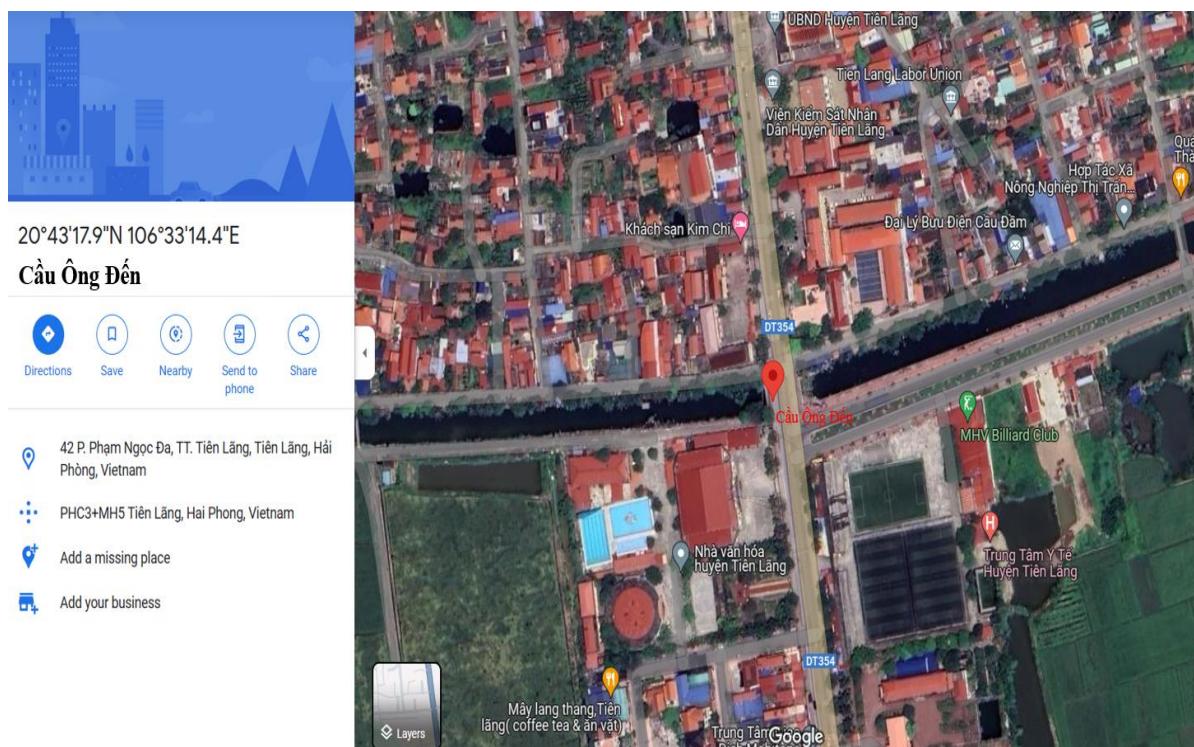 20°43'17.9"N 106°33'14.4"E
Cầu Ông Đến
Directions
Save
Nearby
Send to
phone
Share
42 P. Phạm Ngọc Đa, TT. Tiên Lãng, Tiên Lãng, Hải
Phòng, Vietnam
PHC3+MH5 Tiên Lãng, Hai Phong, Vietnam
Add a missing place
Add your business
Layers
UBND Huyện Tiên Lãng
Tien Lang Labor Union
Viện Kiểm Sát Nhân
Dân Huyện Tiên Lãng
Hợp Tác Xã
Nông Nghiệp Thị Trấn...
Khách sạn Kim Chi
Đại Lý Bưu Điện Cầu Đầm
DT354
Cầu Ông Đến
MHV Billiard Club
Nhà văn hóa
huyện Tiên Lãng
Trung Tâm Y Tế
Huyện Tiên Lãng
DT354
Mây lang thang,Tiên
lãng( coffee tea & ăn vặt)
Trung Tâm
Google